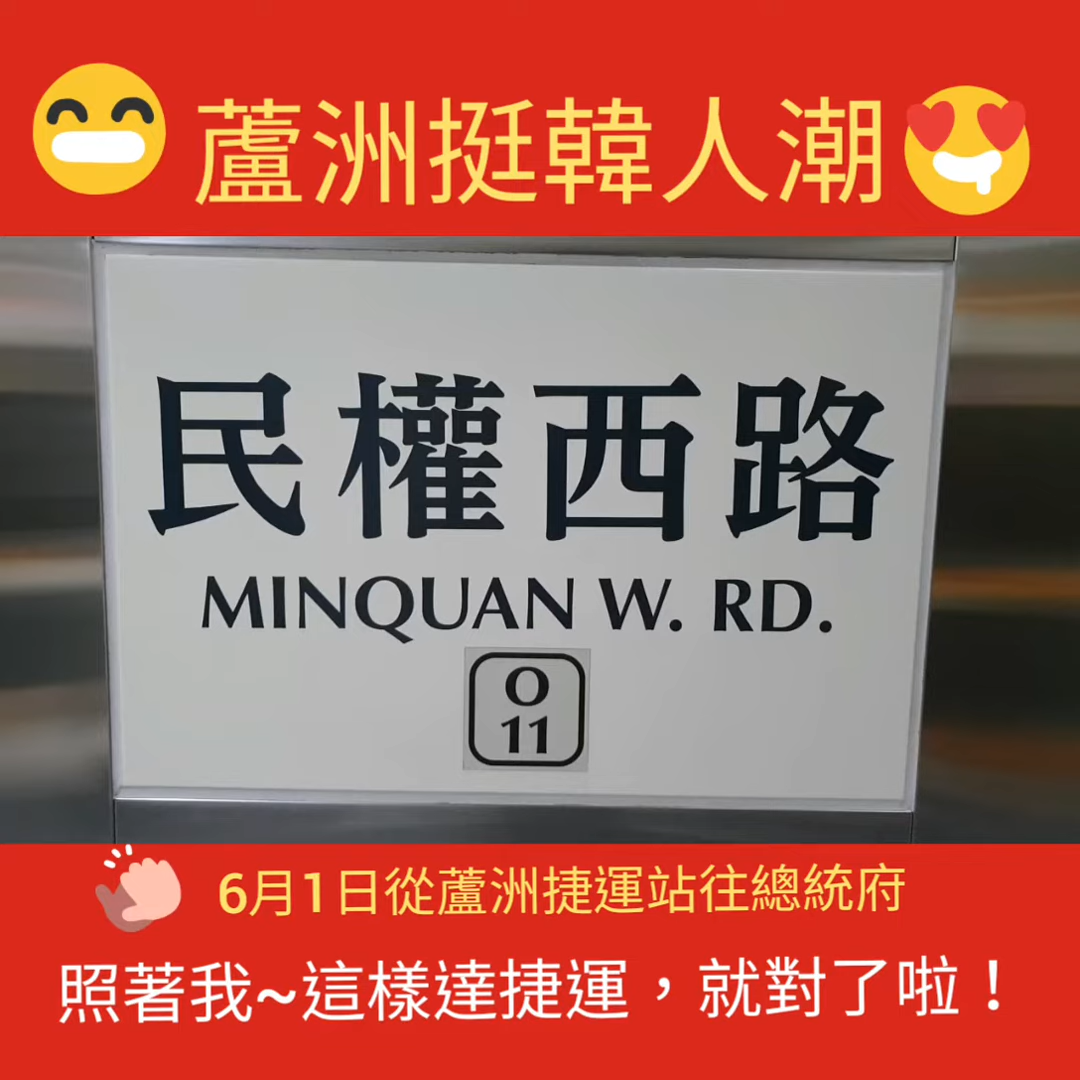 蘆洲挺韓人潮
民權西路
MINQUAN W. RD.
O
11
6月1日從蘆洲捷運站往總統府
照著我~這樣達捷運，就對了啦！